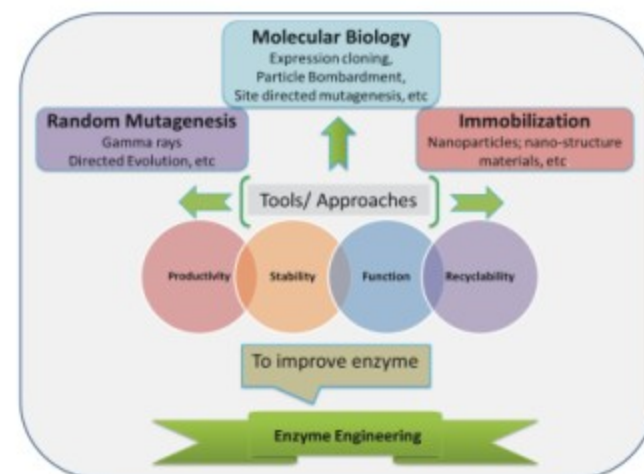 Molecular Biology
Expression cloning,
Particle Bombardment,
Site directed mutagenesis, etc
Random Mutagenesis
Gamma rays
Directed Evolution, etc
Immobilization
Nanoparticles; nano-structure
materials, etc
Tools/ Approaches
Productivity
Stability
Function
Recyclability
To improve enzyme
Enzyme Engineering